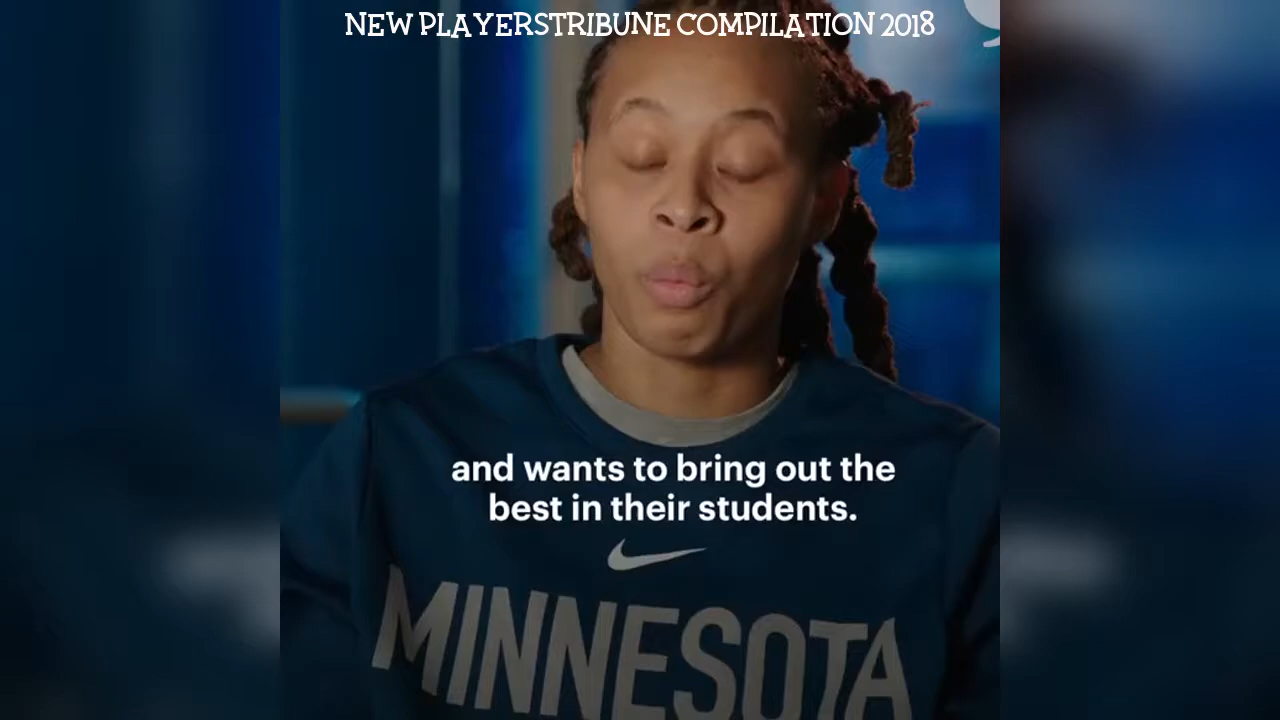 NEW PLAYERSTRIBUNE COMPILATION 2018
and wants to bring out the
best in their students.
MINNESOTA